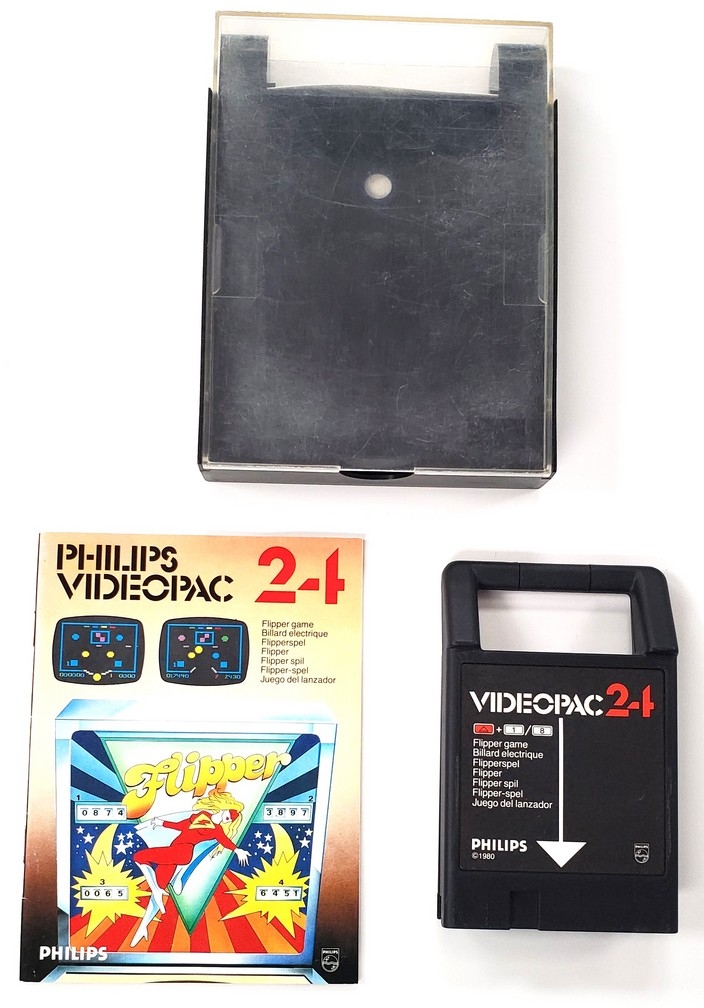 PHILIPS
VIDEOPAC 24
Flipper game
Billard electrique
Flipperspel
Flipper
Flipper spil
Flipper-spel
Juego del lanzador
Flipper
1
0874
2
3897
3
0065
4
6451
PHILIPS
PHILIPS
VIDEOPAC 24
+ 1 / 8
Flipper game
Billard electrique
Flipperspel
Flipper
Flipper spil
Flipper-spel
Juego del lanzador
PHILIPS
©1980